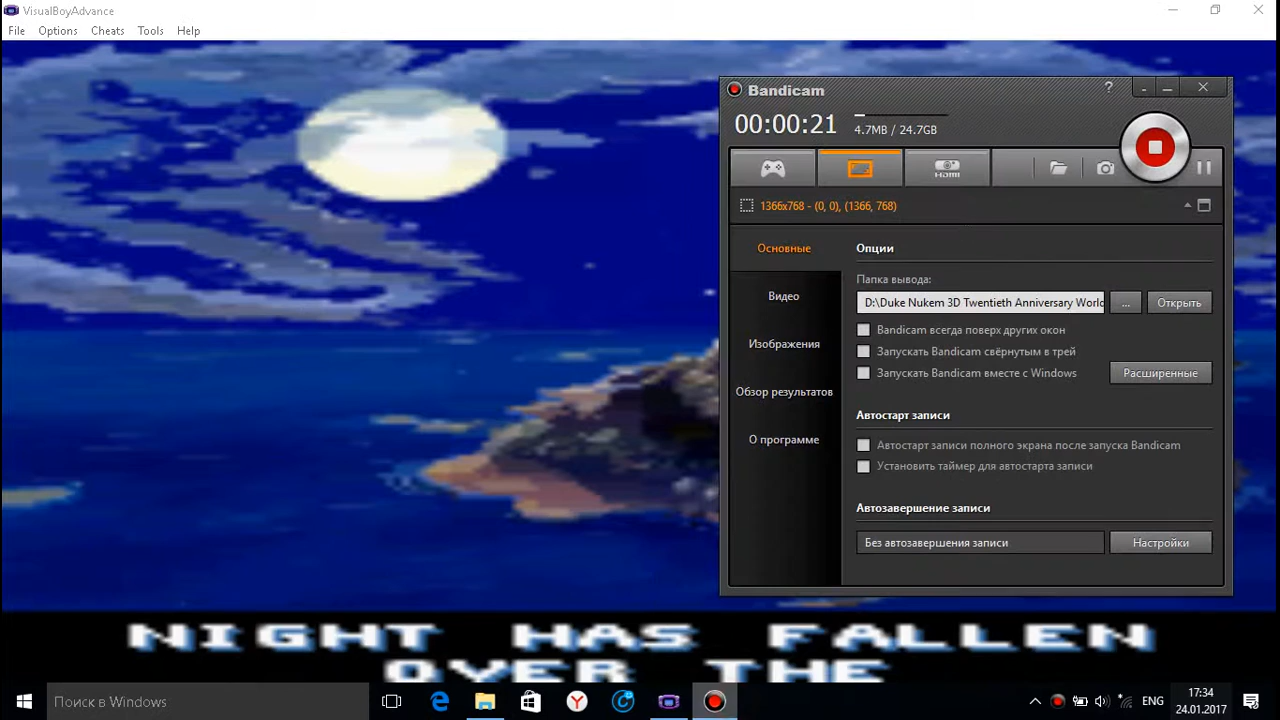 VisualBoyAdvance
File Options Cheats Tools Help
Bandicam
?
00:00:21
4.7MB / 24.7GB
HDMI
1366x768 - (0, 0), (1366, 768)
Основные
Видео
Изображения
Обзор результатов
О программе
Опции
Папка вывода:
D:\Duke Nukem 3D Twentieth Anniversary World
... Открыть
Bandicam всегда поверх других окон
Запускать Bandicam свёрнутым в трей
Запускать Bandicam вместе с Windows
Расширенные
Автостарт записи
Автостарт записи полного экрана после запуска Bandicam
Установить таймер для автостарта записи
Автозавершение записи
Без автозавершения записи
Настройки
NIGHT HAS FALLEN
OVER THE
Поиск в Windows
ENG
17:34
24.01.2017